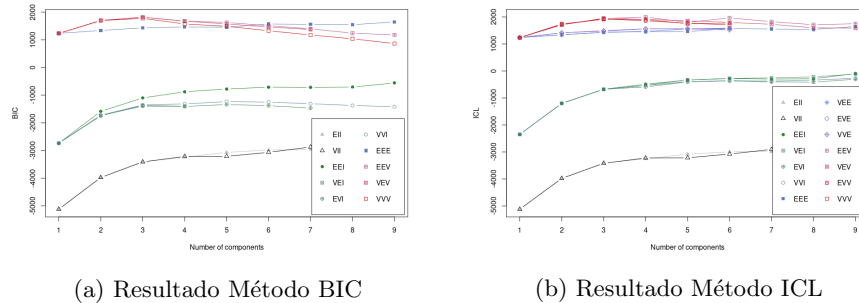 BIC
2000
1000
0
-1000
-2000
-3000
-4000
-5000
1 2 3 4 5 6 7 8 9
Number of components
EII VVI
VII EEE
EEI EEV
VEI VEV
EVI VVV
ICL
2000
1000
0
-1000
-2000
-3000
-4000
-5000
1 2 3 4 5 6 7 8 9
Number of components
EII VEE
VII EVE
EEI VVE
VEI EEV
EVI VEV
VVI EVV
EEE VVV
(a) Resultado Método BIC
(b) Resultado Método ICL